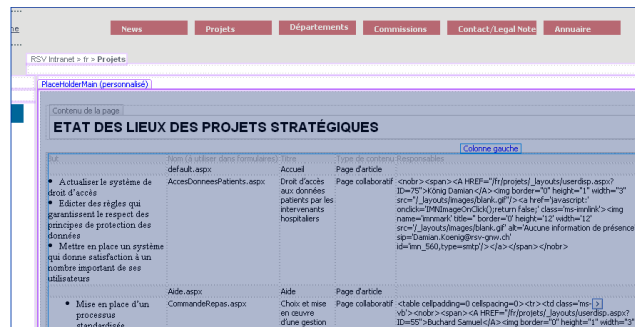 News Projets Départements Commissions Contact/Legal Note Annuaire
RSV Intranet > fr > Projets
PlaceHolderMain (personnalisé)
Contenu de la page
ETAT DES LIEUX DES PROJETS STRATÉGIQUES
Colonne gauche
But Nom (à utiliser dans formulaires) Titre Type de contenu Responsables
default.aspx Accueil Page d'article
• Actualiser le système de
droit d'accès
• Edicter des règles qui
garantissent le respect des
principes de protection des
données
• Mettre en place un système
qui donne satisfaction à un
nombre important de ses
utilisateurs
AccesDonneesPatients.aspx
Droit d'accès
aux données
patients par les
intervenants
hospitaliers
Page collaboratif
<nobr><span><A HREF="/fr/projets/_layouts/userdisp.aspx?
ID=75">König Damian</A><img border="0" height="1" width="3"
src="/_layouts/images/blank.gif"/><a href='javascript:'
onclick='IMNImageOnClick();return false;' class='ms-imnlink'><img
name='imnmark' title='' border='0' height='12' width='12'
src='/_layouts/images/blank.gif' alt='Aucune information de présence
sip='Damian.Koenig@rsv-gnw.ch'
id='imn_560,type=smtp'/></a></span></nobr>
Aide.aspx Aide Page d'article
• Mise en place d'un
processus
standardisée
CommandeRepas.aspx
Choix et mise
en œuvre
d'une gestion
Page collaboratif
<table cellpadding=0 cellspacing=0><tr><td class='ms-
vb'><nobr><span><A HREF="/fr/projets/_layouts/userdisp.aspx?
ID=55">Buchard Samuel</A><img border="0" height="1" width="3"